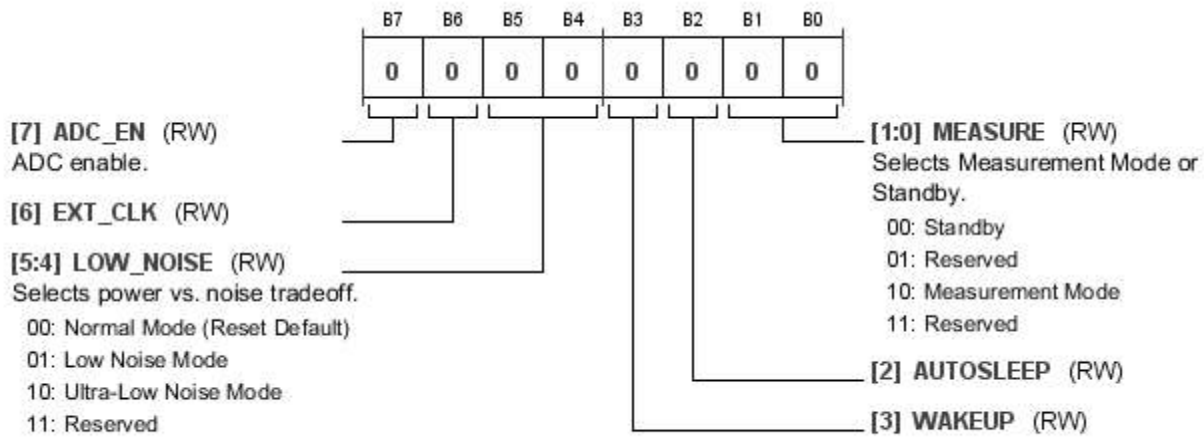 B7 B6 B5 B4 B3 B2 B1 B0
0 0 0 0 0 0 0 0
[7] ADC_EN (RW)
ADC enable.
[6] EXT_CLK (RW)
[5:4] LOW_NOISE (RW)
Selects power vs. noise tradeoff.
00: Normal Mode (Reset Default)
01: Low Noise Mode
10: Ultra-Low Noise Mode
11: Reserved
[1:0] MEASURE (RW)
Selects Measurement Mode or
Standby.
00: Standby
01: Reserved
10: Measurement Mode
11: Reserved
[2] AUTOSLEEP (RW)
[3] WAKEUP (RW)